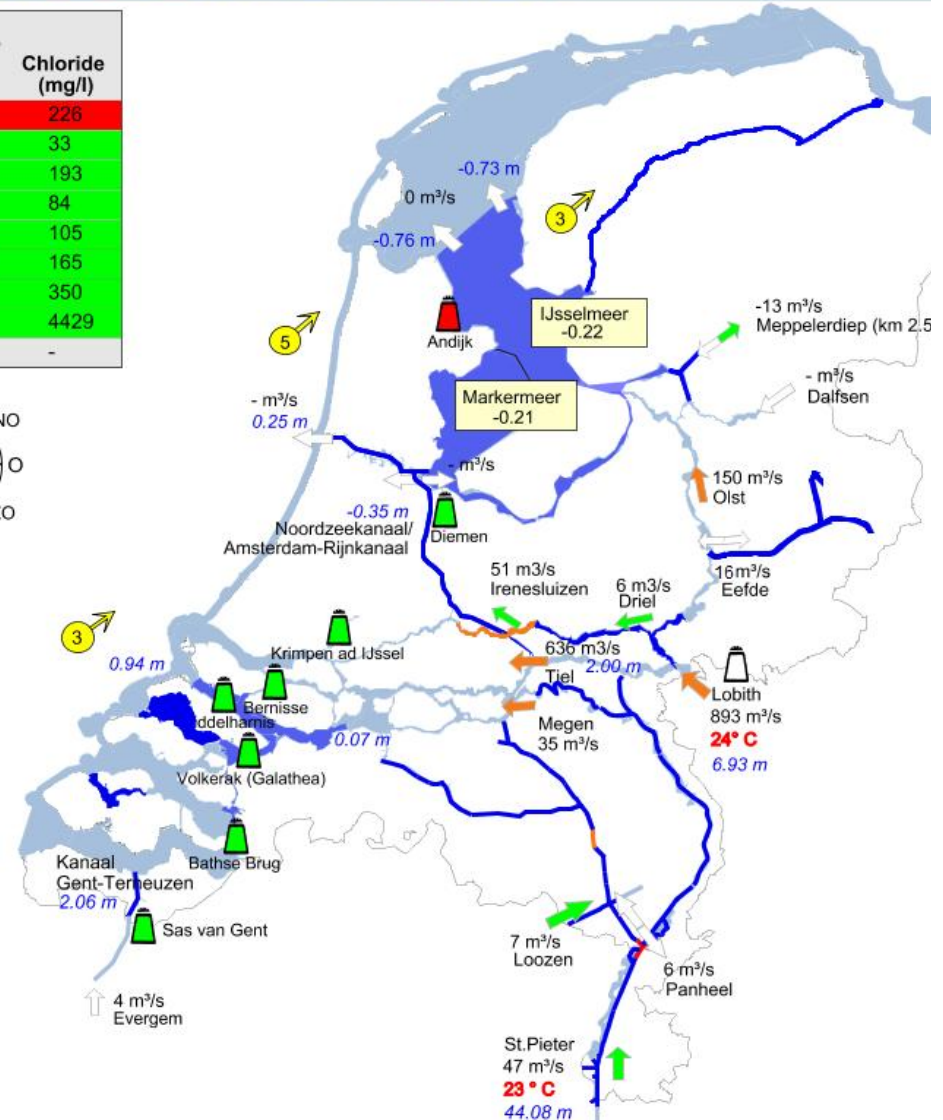 Chloride
(mg/l)
226
33
193
84
105
165
350
4429
-
NO
O
ZO
-0.73 m
0 m³/s
-0.76 m
3
5
IJsselmeer
-0.22
Andijk
-13 m³/s
Meppelerdiep (km 2.5
Markermeer
-0.21
- m³/s
Dalfsen
- m³/s
0.25 m
- m³/s
150 m³/s
Olst
-0.35 m
Diemen
Noordzeekanaal/
Amsterdam-Rijnkanaal
51 m3/s
Irenesluizen
6 m3/s
Driel
16m³/s
Eefde
3
Krimpen ad IJssel
0.94 m
636 m3/s
2.00 m
Tiel
Lobith
893 m³/s
24° C
6.93 m
Bernisse
ddelharnis
Megen
35 m³/s
0.07 m
Volkerak (Galathea)
Bathse Brug
Kanaal
Gent-Terneuzen
2.06 m
Sas van Gent
7 m³/s
Loozen
6 m³/s
Panheel
4 m³/s
Evergem
St.Pieter
47 m³/s
23 ° C
44.08 m